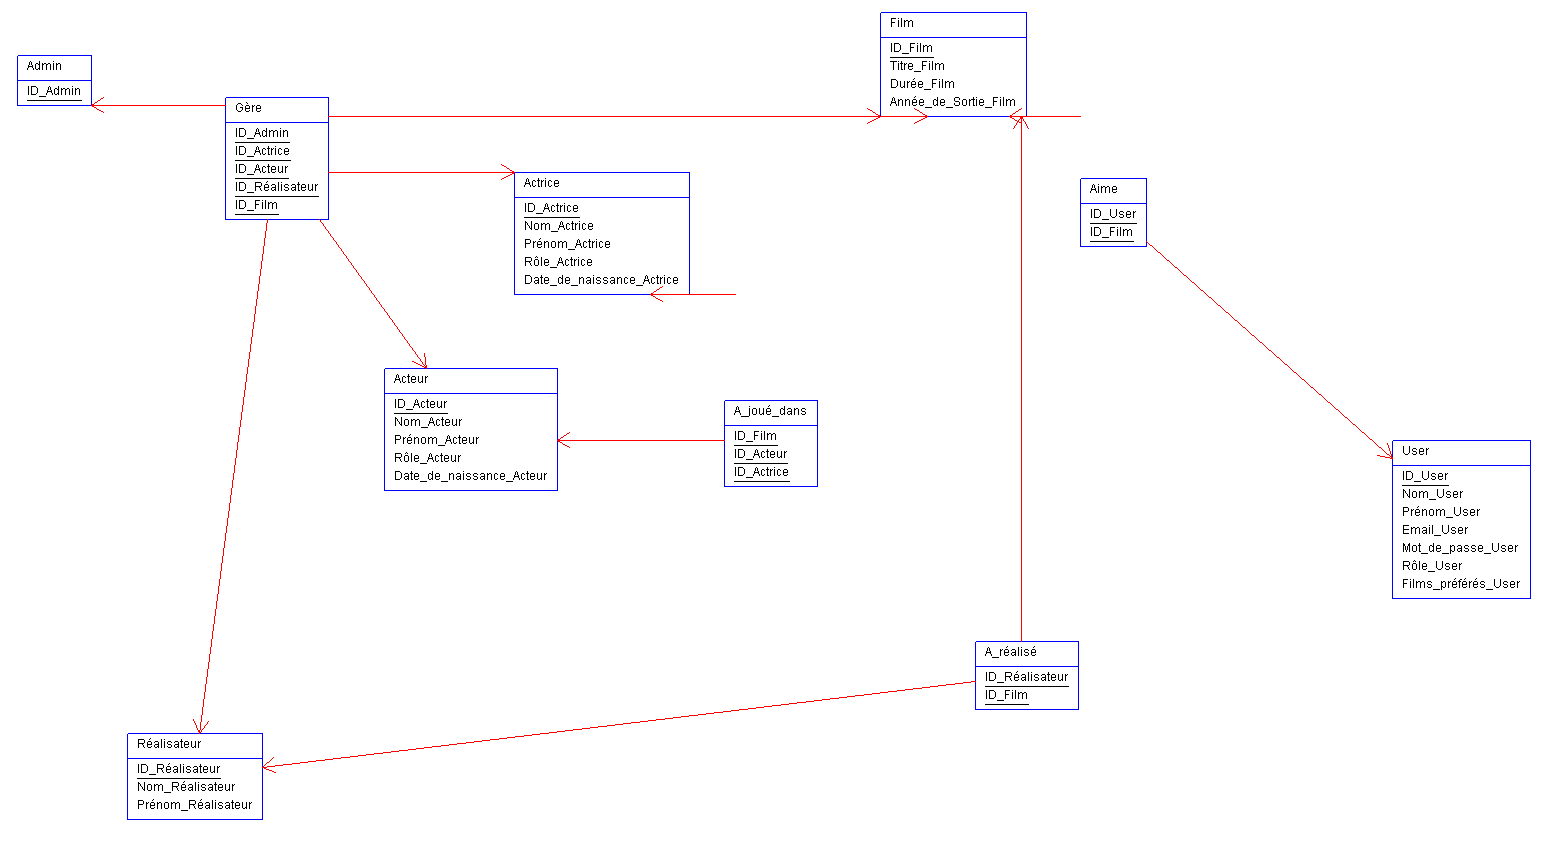 Film
ID_Film
Titre_Film
Durée_Film
Année_de_Sortie_Film
Admin
ID_Admin
Gère
ID_Admin
ID_Actrice
ID_Acteur
ID_Réalisateur
ID_Film
Actrice
ID_Actrice
Nom_Actrice
Prénom_Actrice
Rôle_Actrice
Date_de_naissance_Actrice
Aime
ID_User
ID_Film
Acteur
ID_Acteur
Nom_Acteur
Prénom_Acteur
Rôle_Acteur
Date_de_naissance_Acteur
A_joué_dans
ID_Film
ID_Acteur
ID_Actrice
User
ID_User
Nom_User
Prénom_User
Email_User
Mot_de_passe_User
Rôle_User
Films_préférés_User
A_réalisé
ID_Réalisateur
ID_Film
Réalisateur
ID_Réalisateur
Nom_Réalisateur
Prénom_Réalisateur